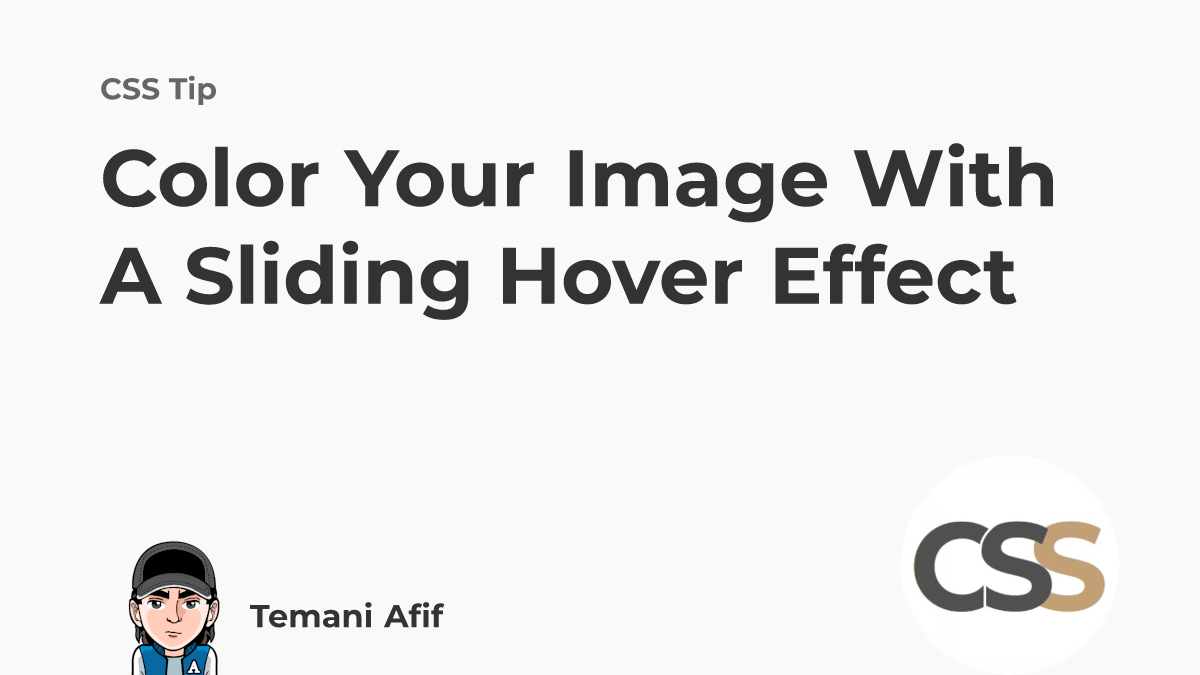 CSS Tip
Color Your Image With
A Sliding Hover Effect
Temani Afif
A
CSS